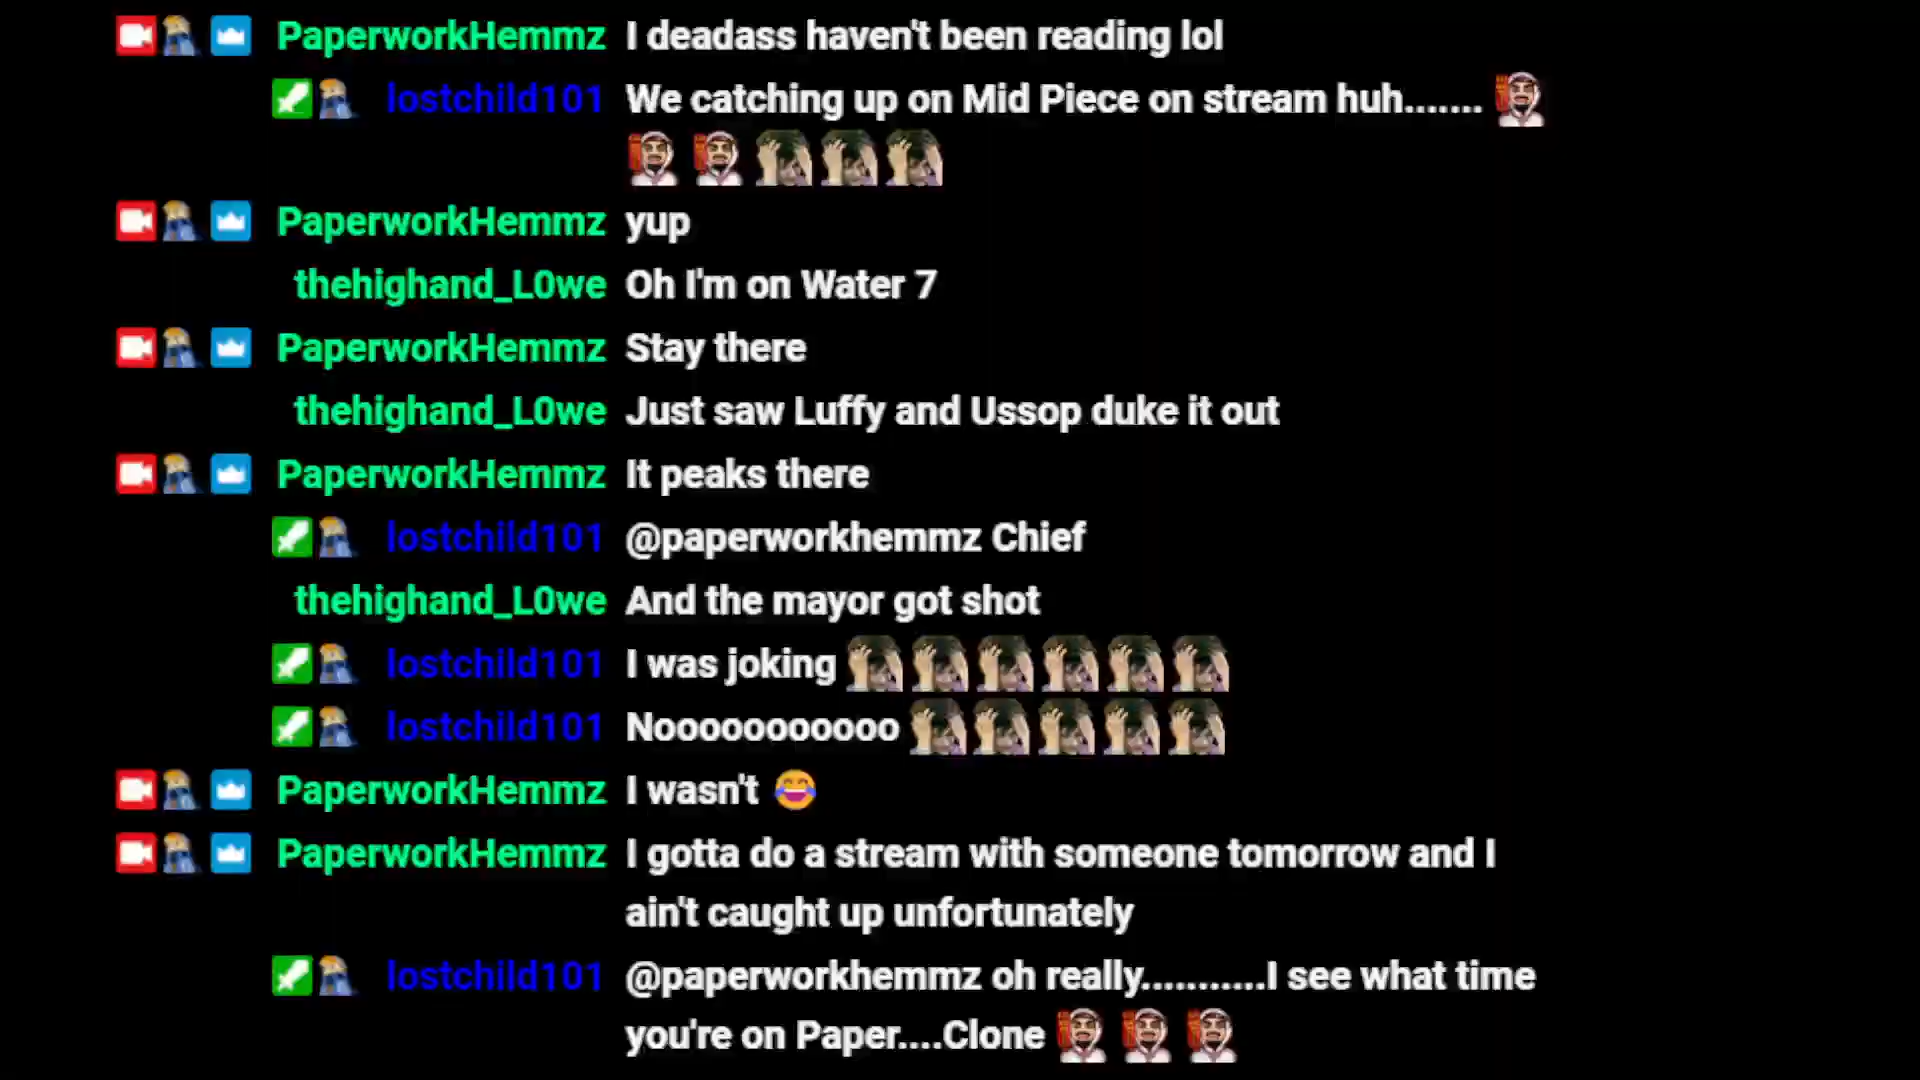 PaperworkHemmz I deadass haven't been reading lol
lostchild101 We catching up on Mid Piece on stream huh.......
PaperworkHemmz yup
thehighand_L0we Oh I'm on Water 7
PaperworkHemmz Stay there
thehighand_L0we Just saw Luffy and Ussop duke it out
PaperworkHemmz It peaks there
lostchild101 @paperworkhemmz Chief
thehighand_L0we And the mayor got shot
lostchild101 I was joking
lostchild101 Nooooooooooo
PaperworkHemmz I wasn't 😂
PaperworkHemmz I gotta do a stream with someone tomorrow and I
ain't caught up unfortunately
lostchild101 @paperworkhemmz oh really...........I see what time
you're on Paper....Clone